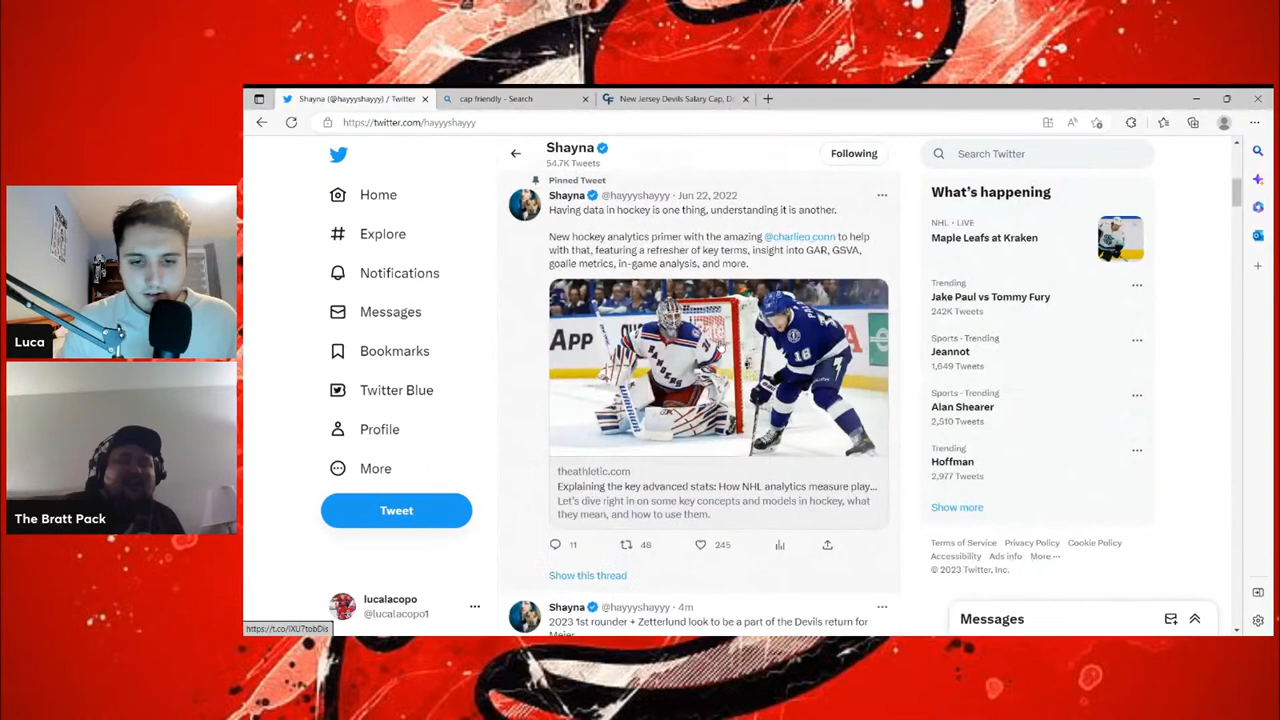 Shayna (@hayyyshayyy) / Twitter
cap friendly - Search
New Jersey Devils Salary Cap, D
https://twitter.com/hayyyshayyy
Shayna
54.7K Tweets
Following
Search Twitter
Home
Explore
Notifications
Messages
Bookmarks
Twitter Blue
Profile
More
Tweet
lucalacopo
@lucalacopo1
https://t.co/lXU7tobDis
Pinned Tweet
Shayna @hayyyshayyy · Jun 22, 2022
Having data in hockey is one thing, understanding it is another.
New hockey analytics primer with the amazing @charlieo_conn to help
with that, featuring a refresher of key terms, insight into GAR, GSVA,
goalie metrics, in-game analysis, and more.
APP
RANGERS
18
theathletic.com
Explaining the key advanced stats: How NHL analytics measure play...
Let's dive right in on some key concepts and models in hockey, what
they mean, and how to use them.
11
48
245
Show this thread
Shayna @hayyyshayyy · 4m
2023 1st rounder + Zetterlund look to be a part of the Devils return for
Meier
What's happening
NHL · LIVE
Maple Leafs at Kraken
Trending
Jake Paul vs Tommy Fury
242K Tweets
Sports · Trending
Jeannot
1,649 Tweets
Sports · Trending
Alan Shearer
2,510 Tweets
Trending
Hoffman
2,977 Tweets
Show more
Terms of Service Privacy Policy Cookie Policy
Accessibility Ads info More ···
© 2023 Twitter, Inc.
Messages
Luca
The Bratt Pack